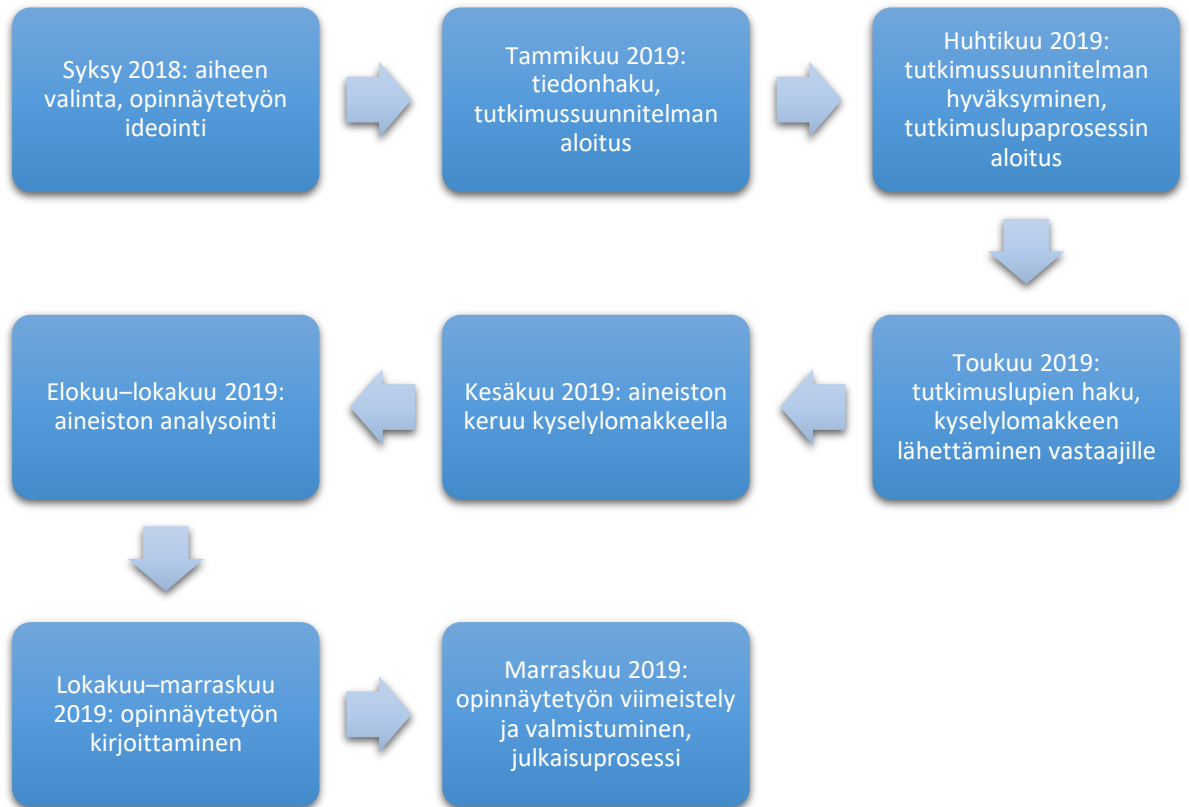 Syksy 2018: aiheen
valinta, opinnäytetyön
ideointi
Tammikuu 2019:
tiedonhaku,
tutkimussuunnitelman
aloitus
Huhtikuu 2019:
tutkimussuunnitelman
hyväksyminen,
tutkimuslupaprosessin
aloitus
Toukuu 2019:
tutkimuslupien haku,
kyselylomakkeen
lähettäminen vastaajille
Kesäkuu 2019: aineiston
keruu kyselylomakkeella
Elokuu–lokakuu 2019:
aineiston analysointi
Lokakuu–marraskuu
2019: opinnäytetyön
kirjoittaminen
Marraskuu 2019:
opinnäytetyön viimeistely
ja valmistuminen,
julkaisuprosessi